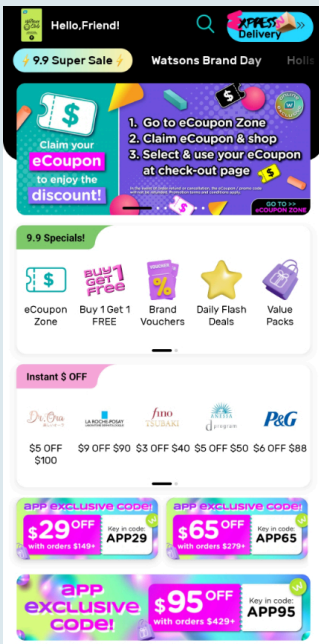 Hello,Friend!
EXPRESS
Delivery
9.9 Super Sale
Watsons Brand Day
Holis
Claim your
eCoupon
to enjoy the
discount!
1. Go to eCoupon Zone
2. Claim eCoupon & shop
3. Select & use your eCoupon
at check-out page
GO TO >>
eCOUPON ZONE
9.9 Specials!
eCoupon
Zone
BUY 1
GET 1
Free
Buy 1 Get 1
FREE
VOUCHER
%
Brand
Vouchers
Daily Flash
Deals
Value
Packs
Instant $ OFF
Dr.Ora
$5 OFF
$100
LA ROCHE-POSAY
$9 OFF $90
fino
TSUBAKI
$3 OFF $40
ANESSA
d program
$5 OFF $50
P&G
$6 OFF $88
APP EXCLUSIVE CODE!
$29 OFF
with orders $149+
Key in code:
APP29
APP EXCLUSIVE CODE!
$65 OFF
with orders $279+
Key in code:
APP65
APP
EXCLUSIVE
CODE!
$95 OFF
with orders $429+
Key in code:
APP95